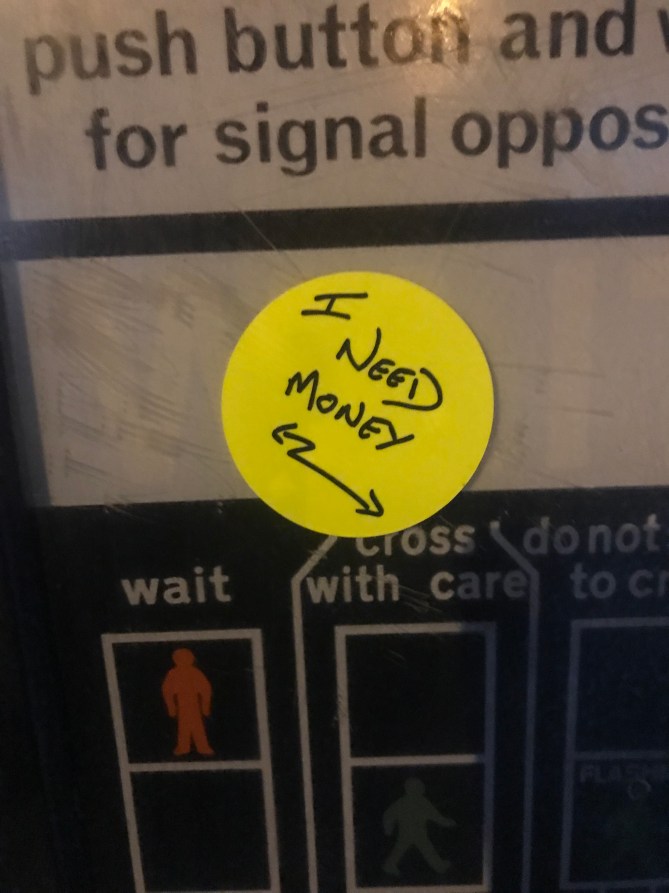 push button and
for signal oppos
I
NEED
MONEY
wait
cross
with care
do not
to cr